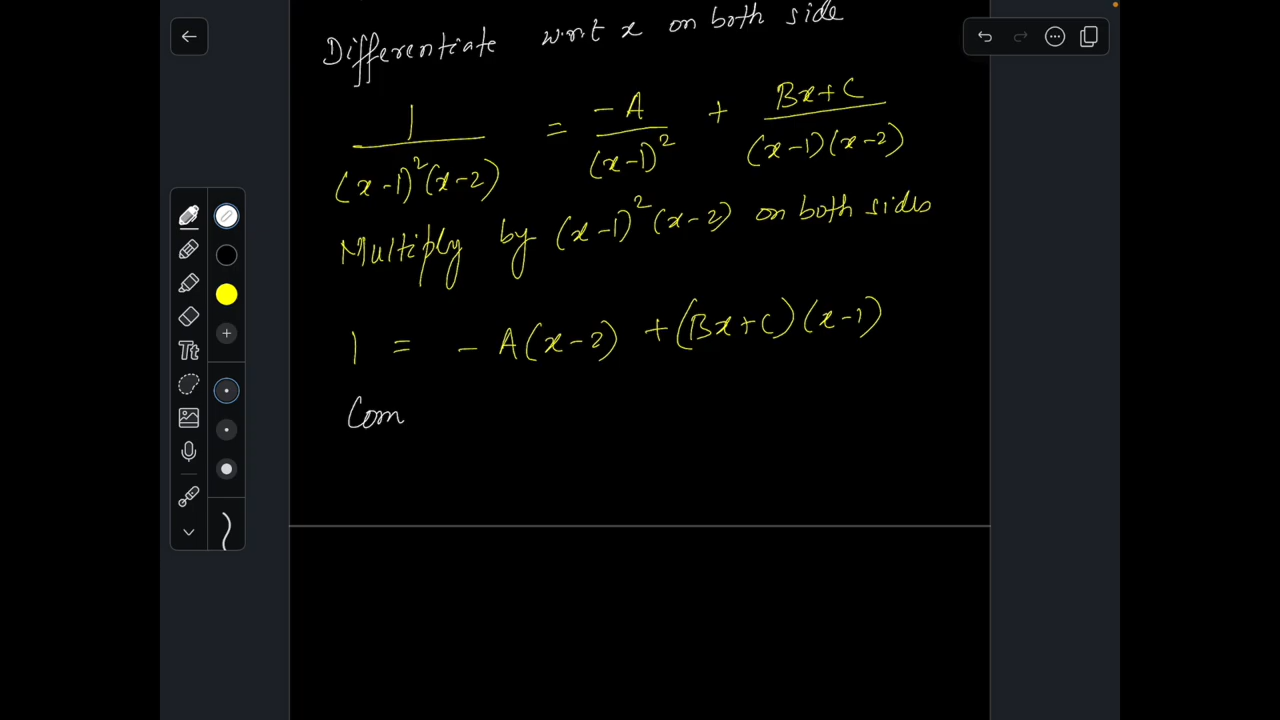 Differentiate w.r.t x on both side
1/((x-1)²(x-2)) = -A/(x-1)² + (Bx+C)/((x-1)(x-2))
Multiply by (x-1)²(x-2) on both sides
1 = - A(x-2) + (Bx+C)(x-1)
Com
Tt